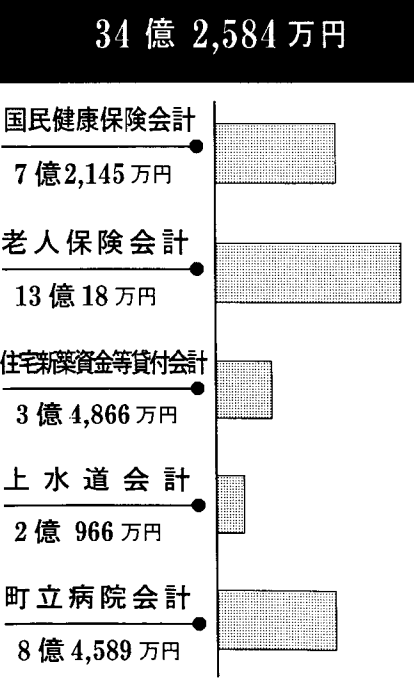 34 億 2,584 万円
国民健康保険会計
7 億 2,145 万円
老人保険会計
13 億 18 万円
住宅新築資金等貸付会計
3 億 4,866 万円
上水道会計
2 億 966 万円
町立病院会計
8 億 4,589 万円